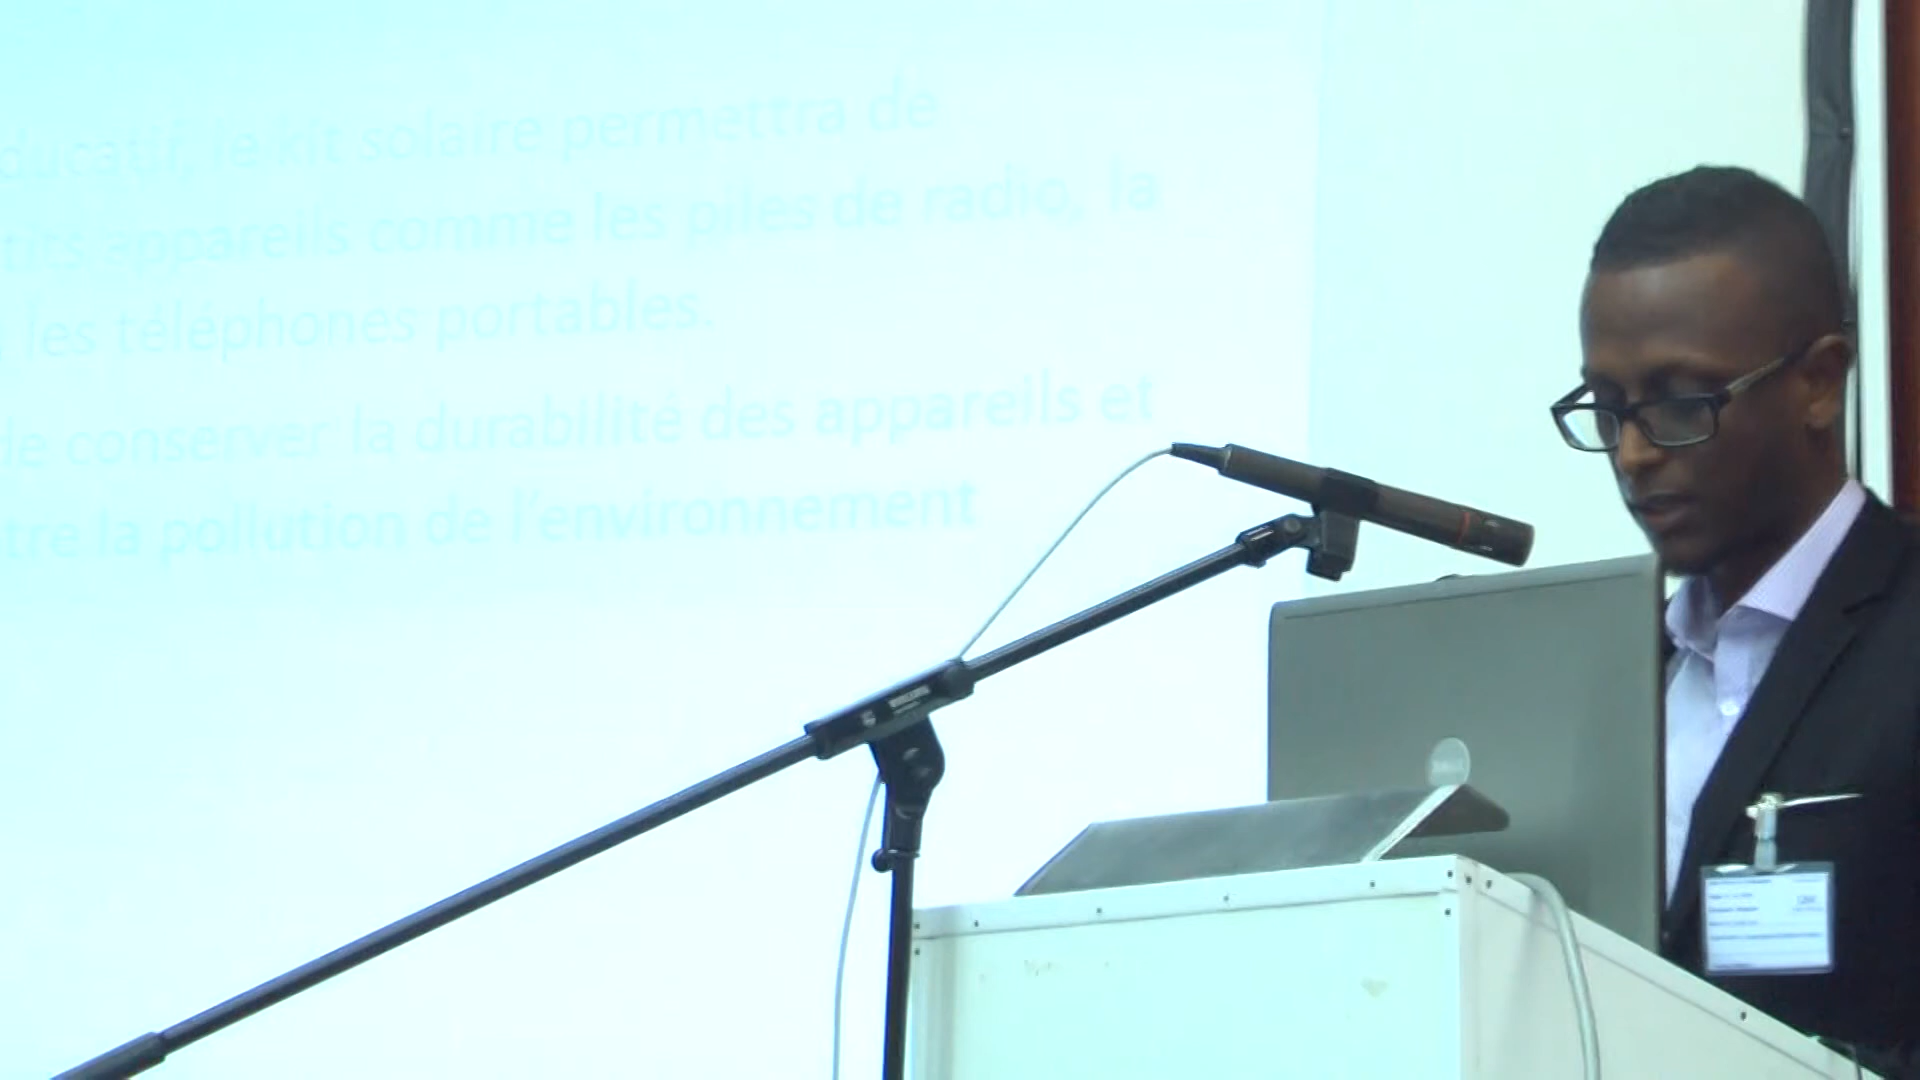 ducatif, le kit solaire permettra de
tits appareils comme les piles de radio, la
les téléphones portables.
de conserver la durabilité des appareils et
tre la pollution de l'environnement